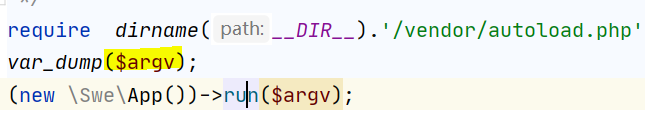 */
require dirname( path: __DIR__).'/vendor/autoload.php'
var_dump($argv);
(new \Swe\App())->run($argv);